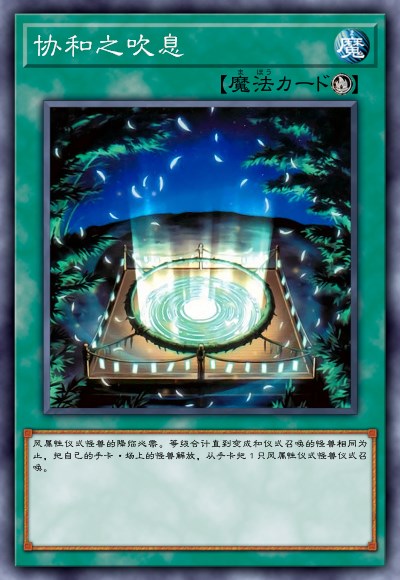 协和之吹息
魔
【魔法カード】
まほう
风属性仪式怪兽的降临必需。等级合计直到变成和仪式召唤的怪兽相同为
止，把自己的手卡·场上的怪兽解放，从手卡把1只风属性仪式怪兽仪式召
唤。